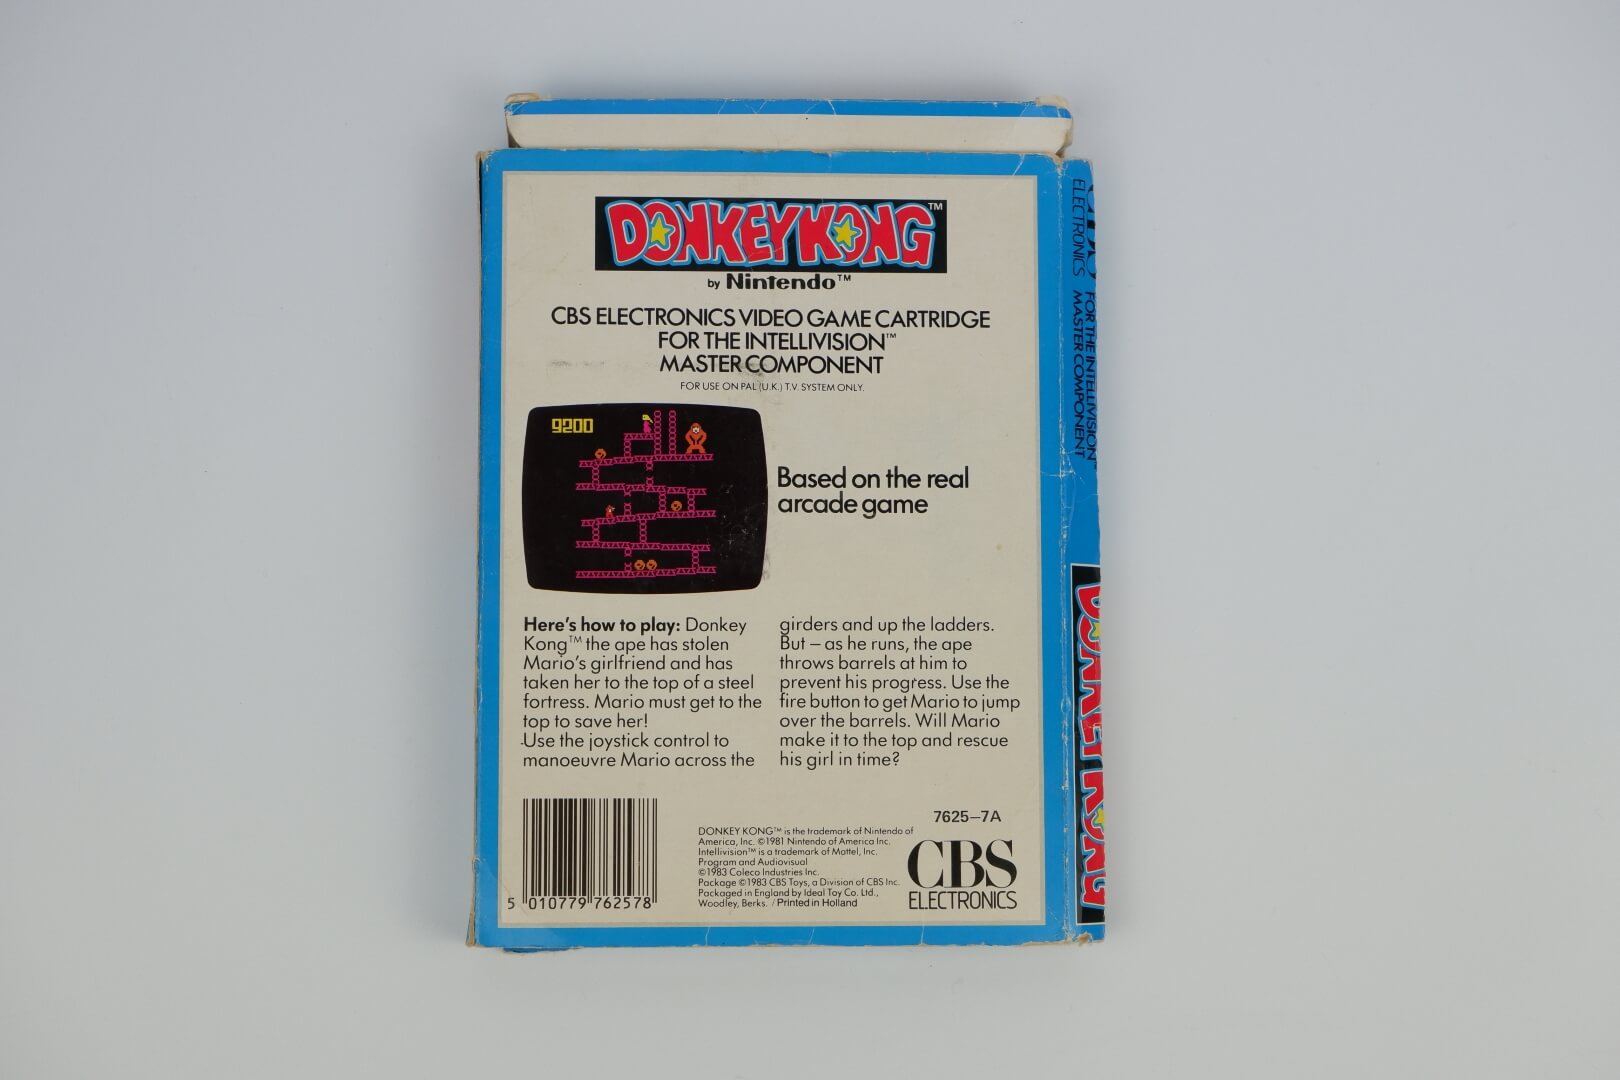 DONKEY KONG™
by Nintendo™
CBS ELECTRONICS VIDEO GAME CARTRIDGE
FOR THE INTELLIVISION™
MASTER COMPONENT
FOR USE ON PAL (U.K.) T.V. SYSTEM ONLY.
9200
Based on the real
arcade game
Here's how to play: Donkey
Kong™ the ape has stolen
Mario's girlfriend and has
taken her to the top of a steel
fortress. Mario must get to the
top to save her!
Use the joystick control to
manoeuvre Mario across the
girders and up the ladders.
But – as he runs, the ape
throws barrels at him to
prevent his progress. Use the
fire button to get Mario to jump
over the barrels. Will Mario
make it to the top and rescue
his girl in time?
5 010779 762578
DONKEY KONG™ is the trademark of Nintendo of
America, Inc. ©1981 Nintendo of America Inc.
Intellivision™ is a trademark of Mattel, Inc.
Program and Audiovisual
©1983 Coleco Industries Inc.
Package ©1983 CBS Toys, a Division of CBS Inc.
Packaged in England by Ideal Toy Co. Ltd.,
Woodley, Berks. / Printed in Holland
7625–7A
CBS
ELECTRONICS
CBS
ELECTRONICS
FOR THE INTELLIVISION™
MASTER COMPONENT
DONKEY KONG